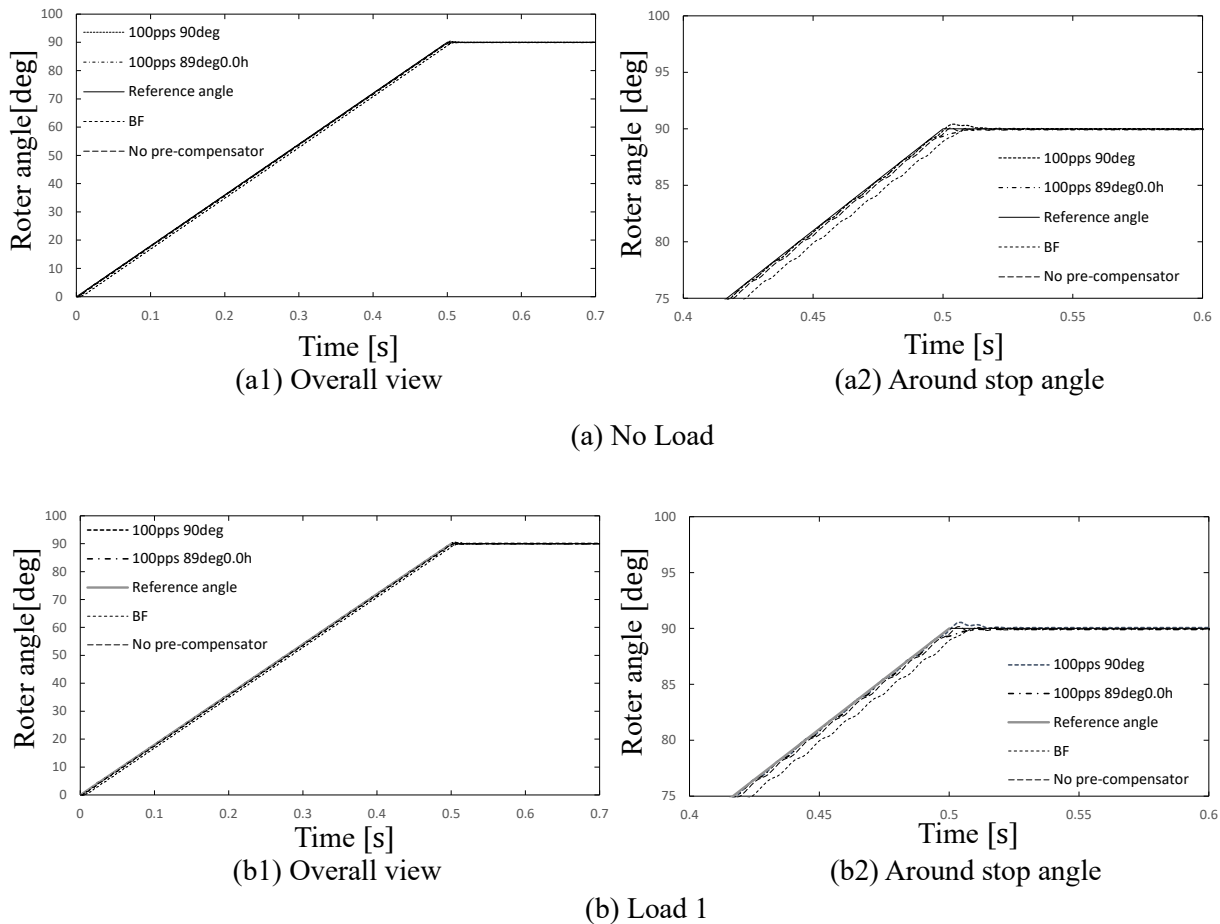 Roter angle[deg]
100
90
80
70
60
50
40
30
20
10
0
100pps 90deg
100pps 89deg0.0h
Reference angle
BF
No pre-compensator
0 0.1 0.2 0.3 0.4 0.5 0.6 0.7
Time [s]
(a1) Overall view
Roter angle [deg]
100
95
90
85
80
75
100pps 90deg
100pps 89deg0.0h
Reference angle
BF
No pre-compensator
0.4 0.45 0.5 0.55 0.6
Time [s]
(a2) Around stop angle
(a) No Load
Roter angle[deg]
100
90
80
70
60
50
40
30
20
10
0
100pps 90deg
100pps 89deg0.0h
Reference angle
BF
No pre-compensator
0 0.1 0.2 0.3 0.4 0.5 0.6 0.7
Time [s]
(b1) Overall view
Roter angle [deg]
100
95
90
85
80
75
100pps 90deg
100pps 89deg0.0h
Reference angle
BF
No pre-compensator
0.4 0.45 0.5 0.55 0.6
Time [s]
(b2) Around stop angle
(b) Load 1